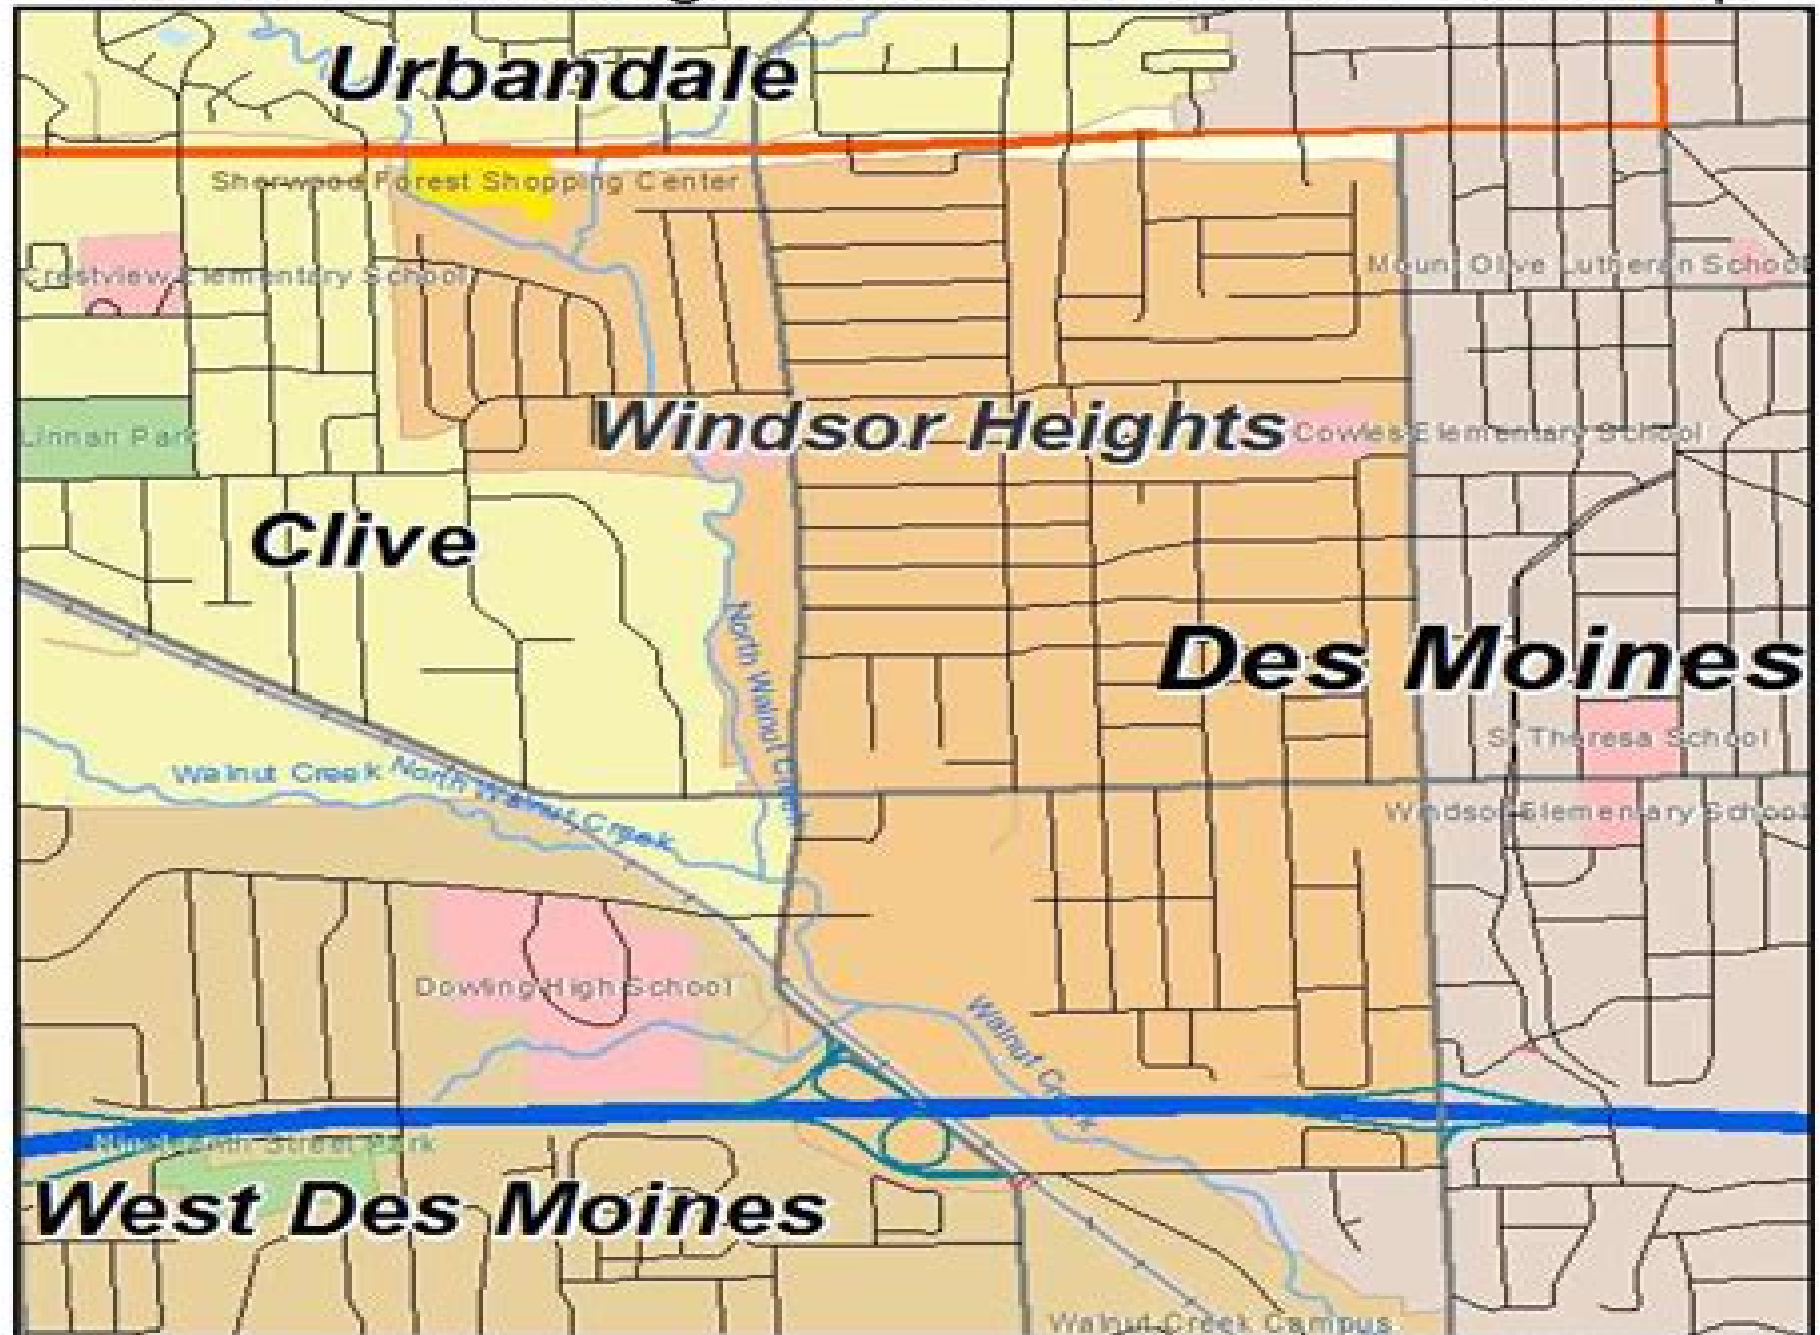 Urbandale
Sherwood Forest Shopping Center
Crestview Elementary School
Mount Olive Lutheran School
Windsor Heights
Cowles Elementary School
Linnan Park
Clive
North Walnut Creek
Des Moines
St Theresa School
Walnut Creek
North Walnut Creek
Windsor Elementary School
Dowling High School
Walnut Creek
Street Park
West Des Moines
Walnut Creek Campus